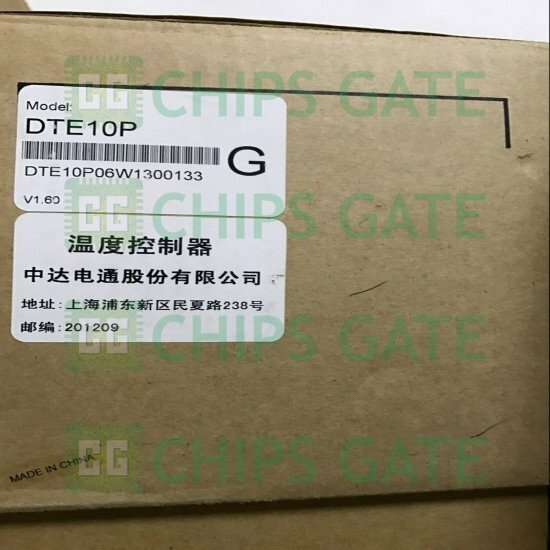 Model:
DTE10P
G
DTE10P06W1300133
V1.60
温度控制器
中达电通股份有限公司
地址:上海浦东新区民夏路238号
邮编:201209
MADE IN CHINA
CHIPS GATE
CHIPS GATE
CHIPS GATE
CHIPS GATE